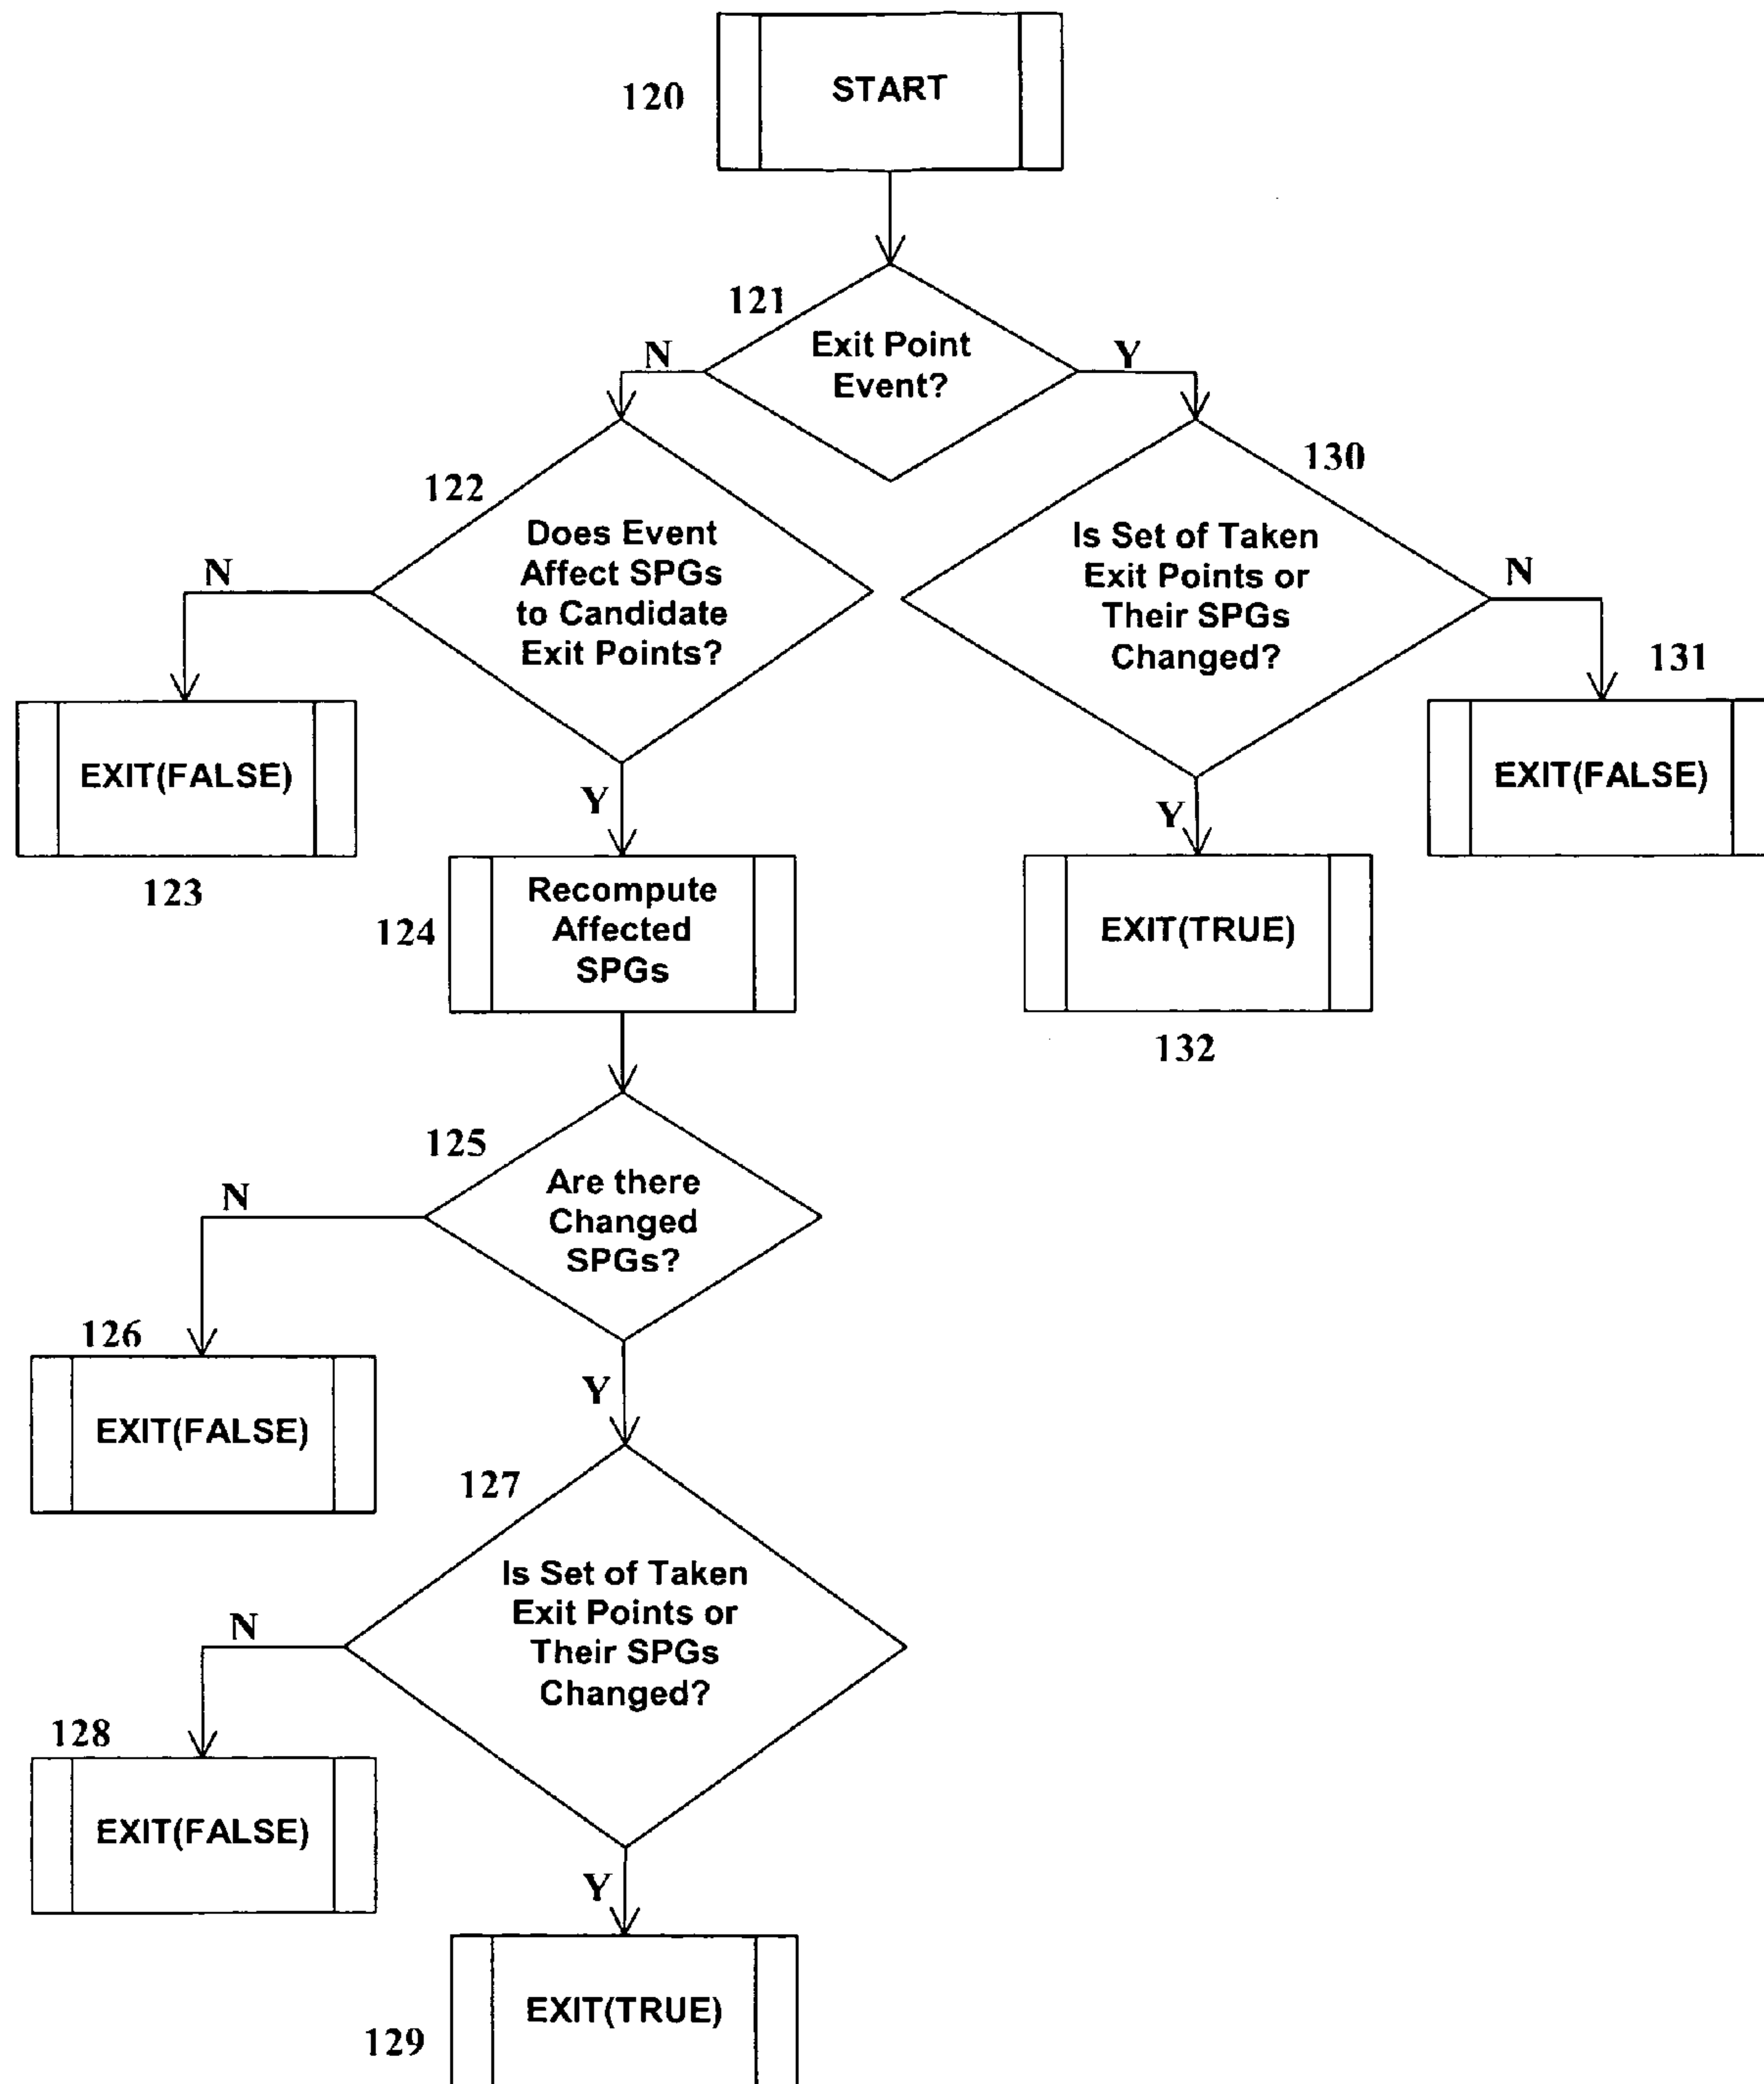 120
START
121
Exit Point
Event?
N
Y
122
Does Event
Affect SPGs
to Candidate
Exit Points?
130
Is Set of Taken
Exit Points or
Their SPGs
Changed?
N
N
131
EXIT(FALSE)
123
Y
Y
EXIT(FALSE)
124
Recompute
Affected
SPGs
EXIT(TRUE)
132
125
Are there
Changed
SPGs?
N
126
EXIT(FALSE)
Y
127
Is Set of Taken
Exit Points or
Their SPGs
Changed?
N
128
EXIT(FALSE)
Y
129
EXIT(TRUE)